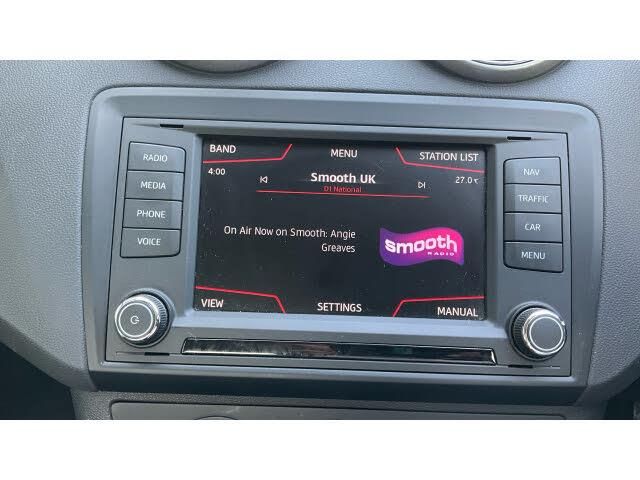 RADIO
MEDIA
PHONE
VOICE
BAND
MENU
STATION LIST
4:00
Smooth UK
27.0°C
D1 National
On Air Now on Smooth: Angie
Greaves
smooth
RADIO
VIEW
SETTINGS
MANUAL
NAV
TRAFFIC
CAR
MENU